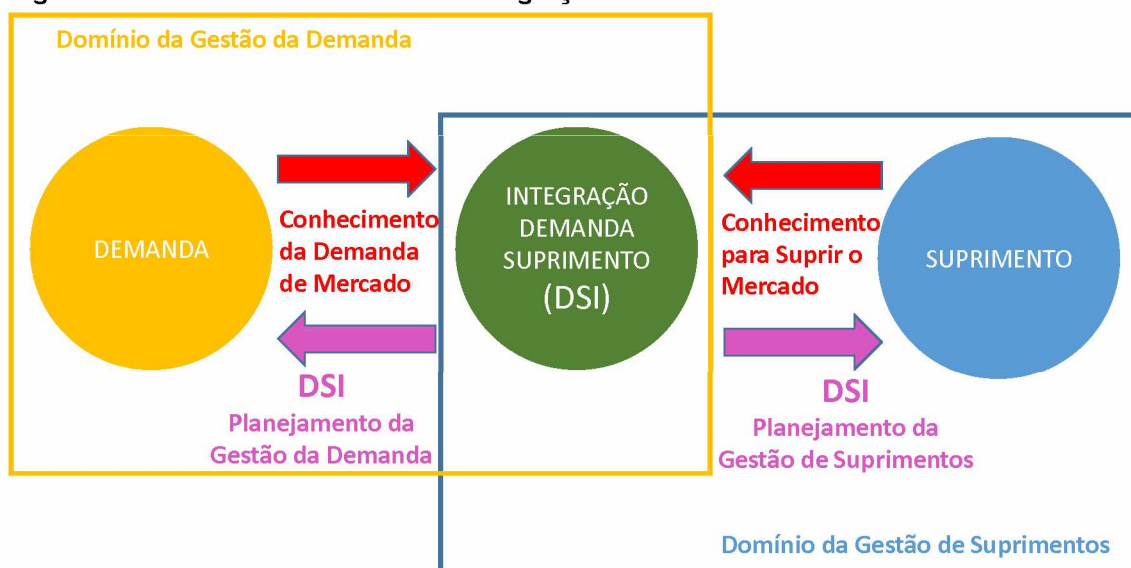 Domínio da Gestão da Demanda
DEMANDA
Conhecimento
da Demanda
de Mercado
DSI
Planejamento da
Gestão da Demanda
INTEGRAÇÃO
DEMANDA
SUPRIMENTO
(DSI)
Conhecimento
para Suprir o
Mercado
DSI
Planejamento da
Gestão de Suprimentos
SUPRIMENTO
Domínio da Gestão de Suprimentos